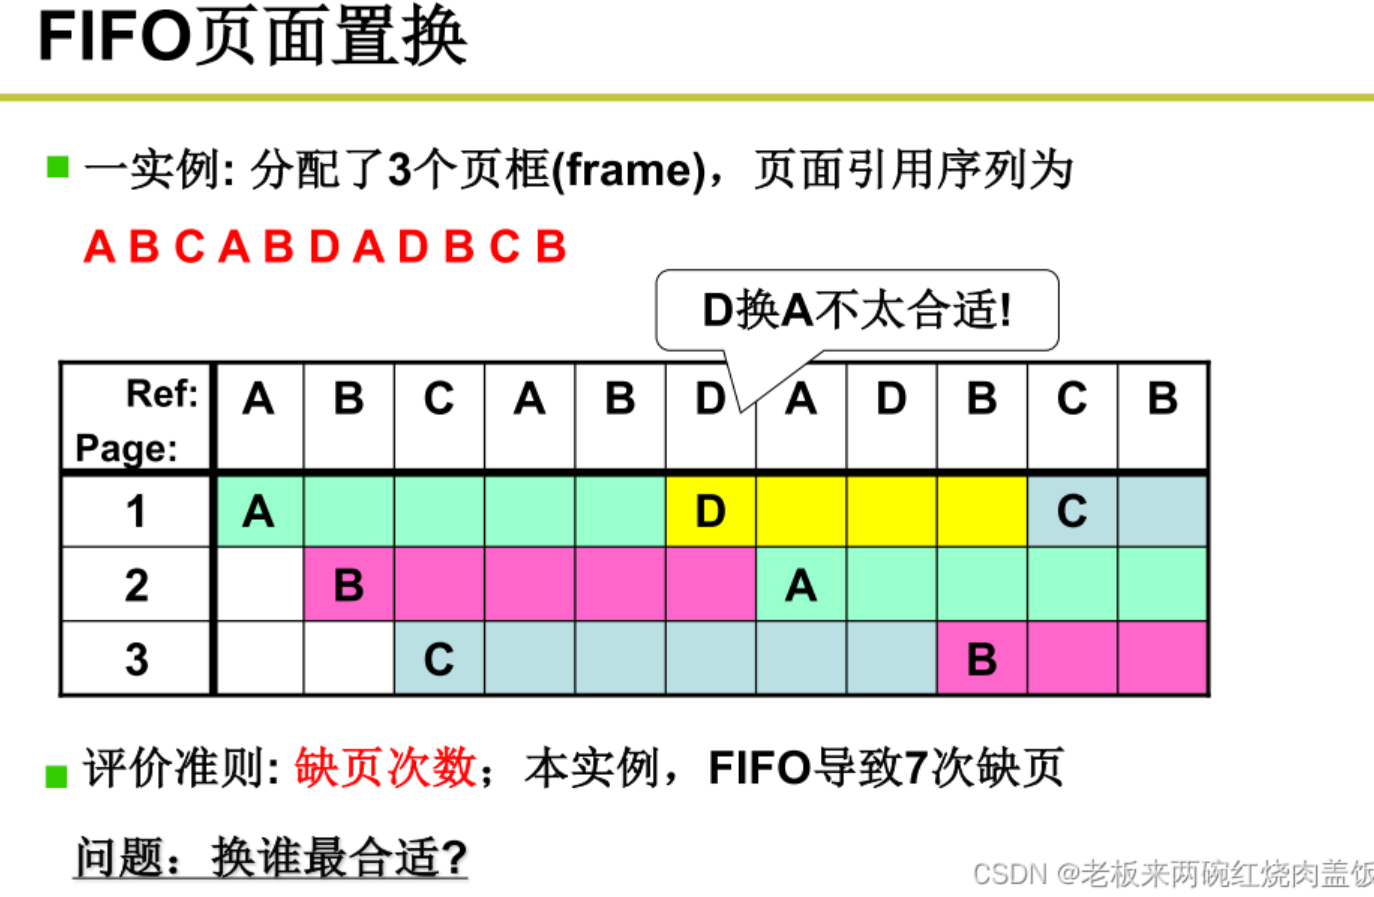 FIFO页面置换
一实例: 分配了3个页框(frame)，页面引用序列为
A B C A B D A D B C B
D换A不太合适!
Ref: A B C A B D A D B C B
Page:
1 A D C
2 B A
3 C B
评价准则: 缺页次数；本实例，FIFO导致7次缺页
问题：换谁最合适?
CSDN @老板来两碗红烧肉盖饭